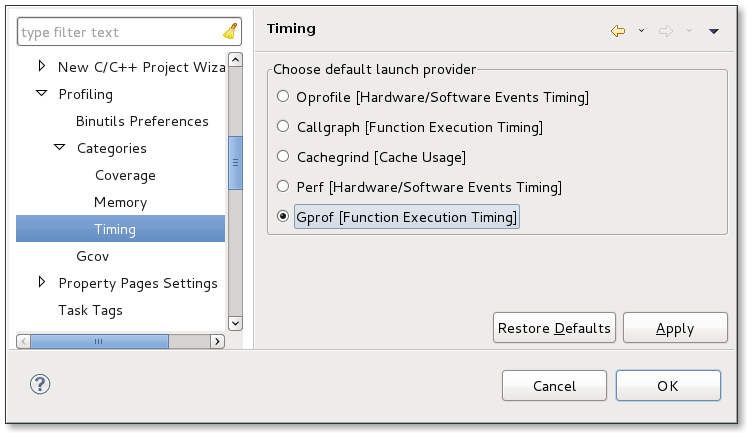 type filter text
New C/C++ Project Wiza
Profiling
Binutils Preferences
Categories
Coverage
Memory
Timing
Gcov
Property Pages Settings
Task Tags
Timing
Choose default launch provider
Oprofile [Hardware/Software Events Timing]
Callgraph [Function Execution Timing]
Cachegrind [Cache Usage]
Perf [Hardware/Software Events Timing]
Gprof [Function Execution Timing]
Restore Defaults
Apply
?
Cancel
OK